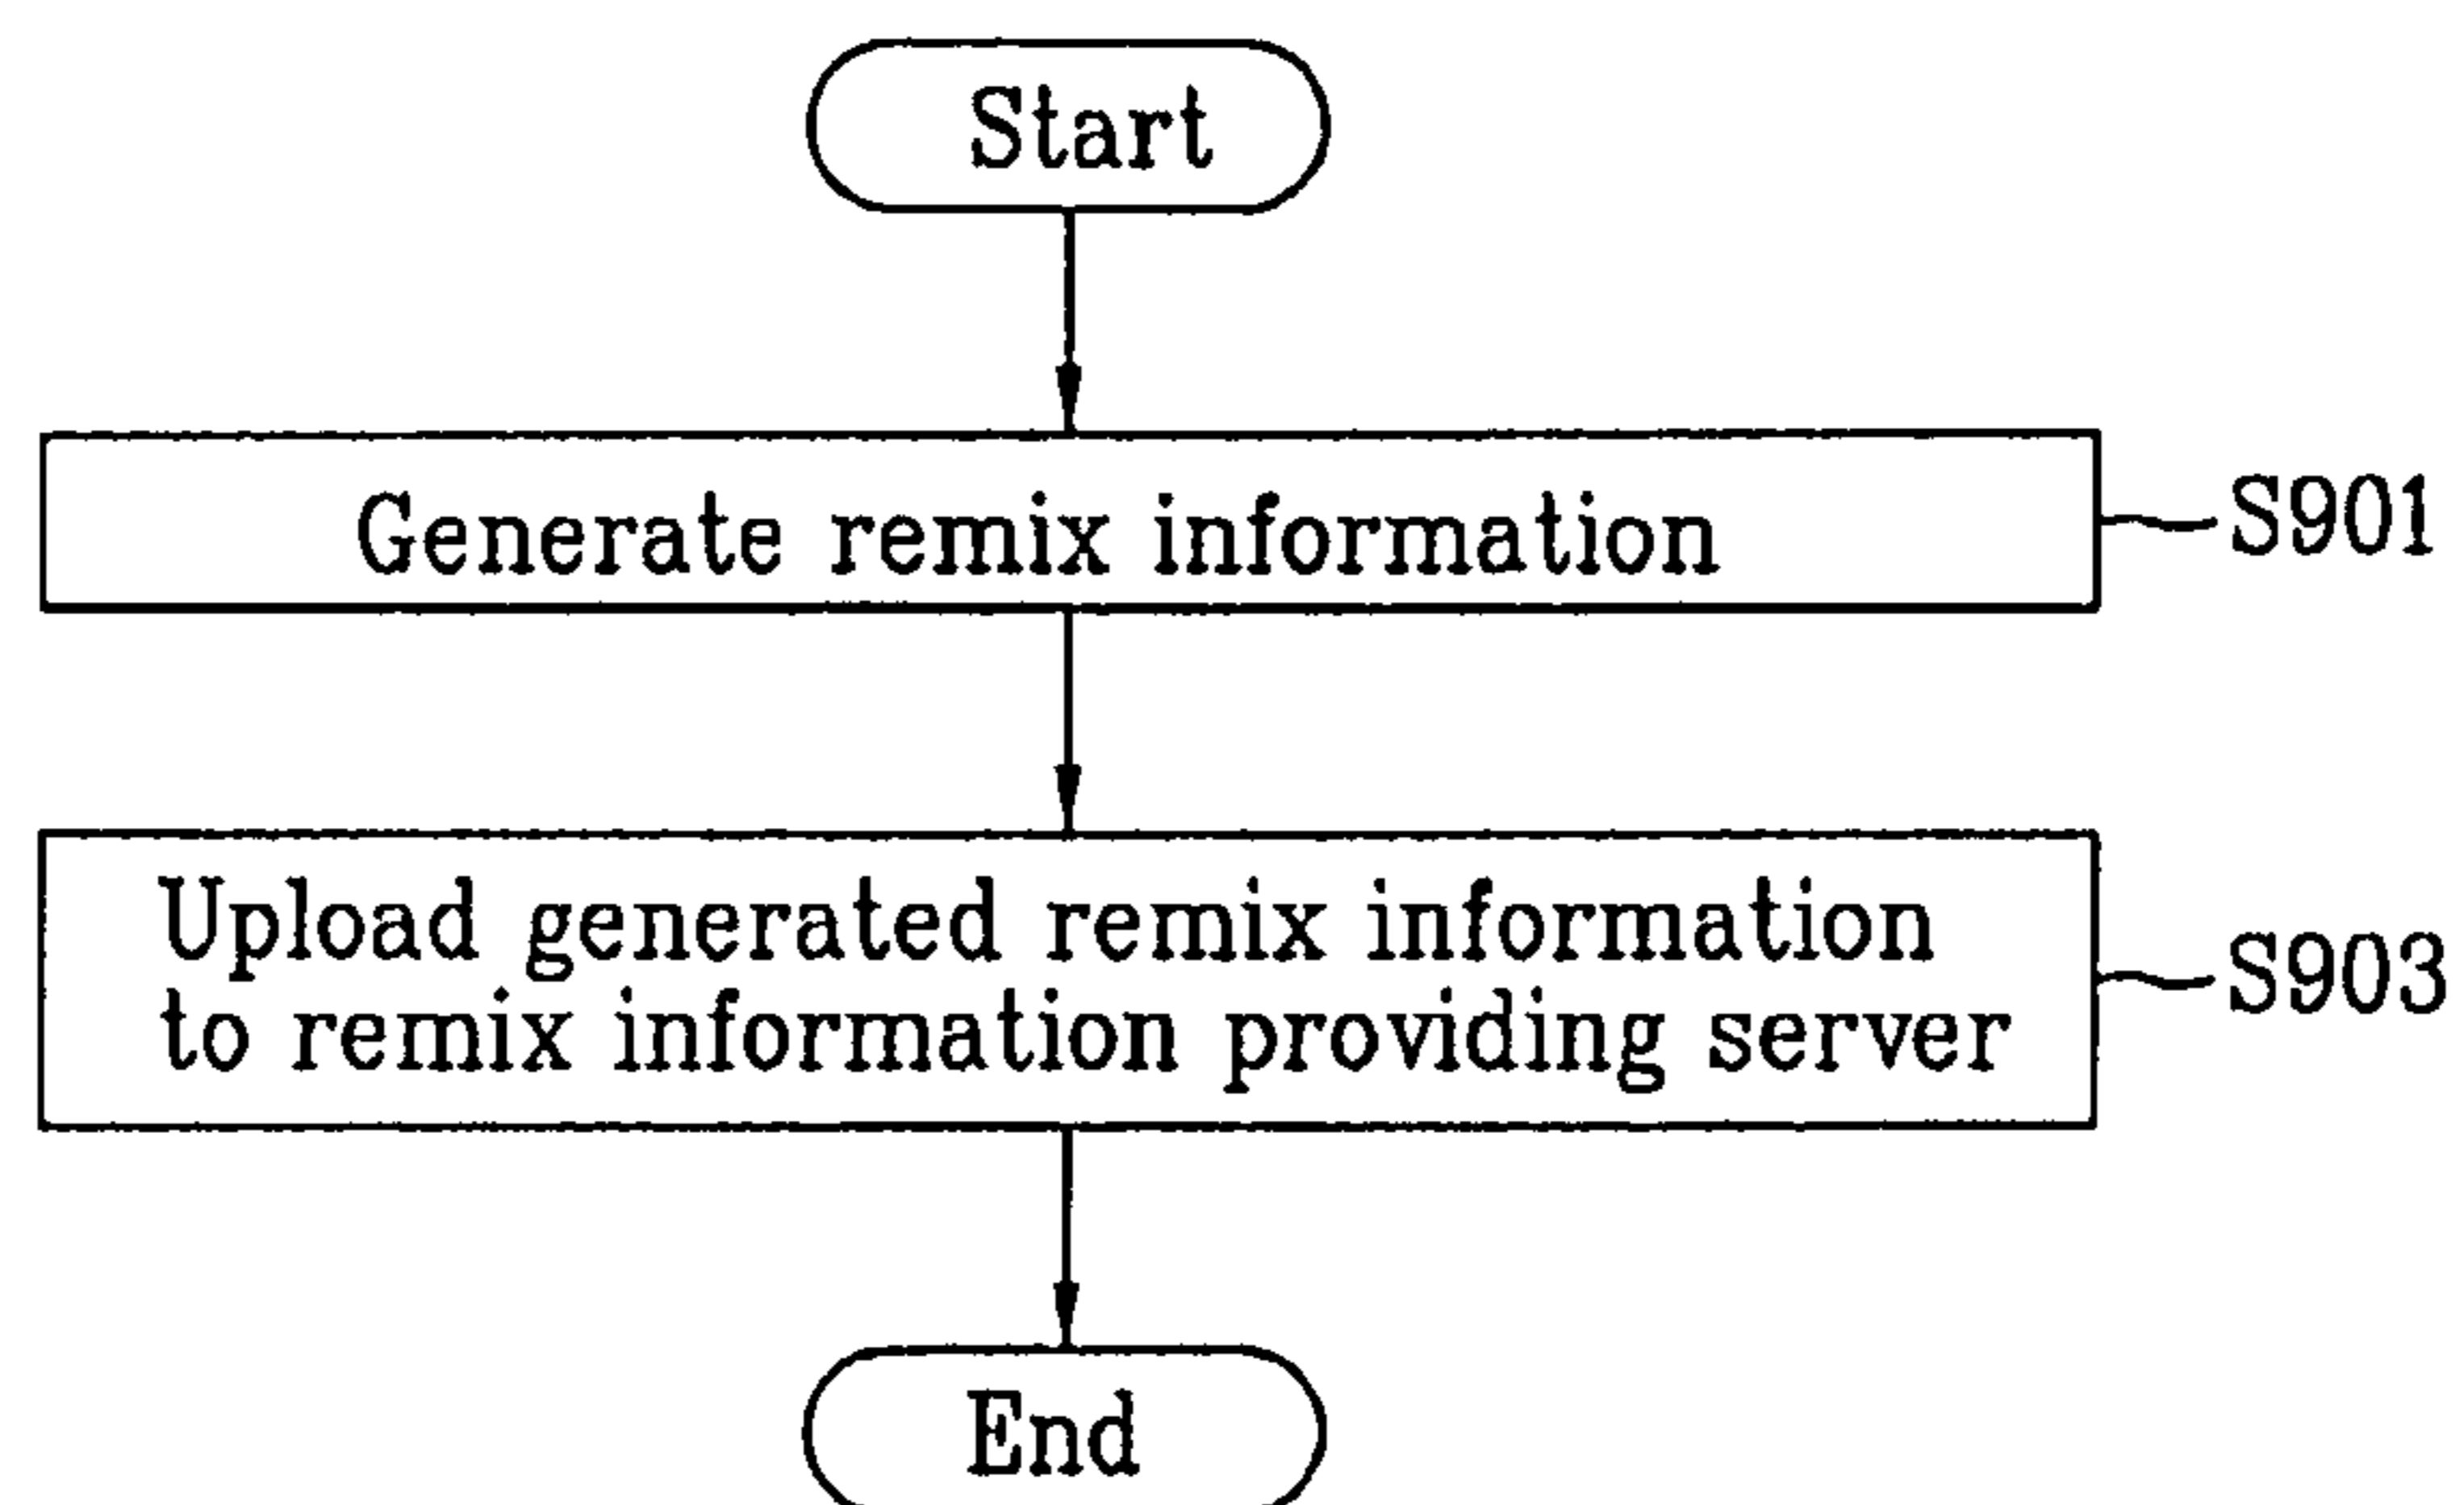 Start
Generate remix information
S901
Upload generated remix information
to remix information providing server
S903
End